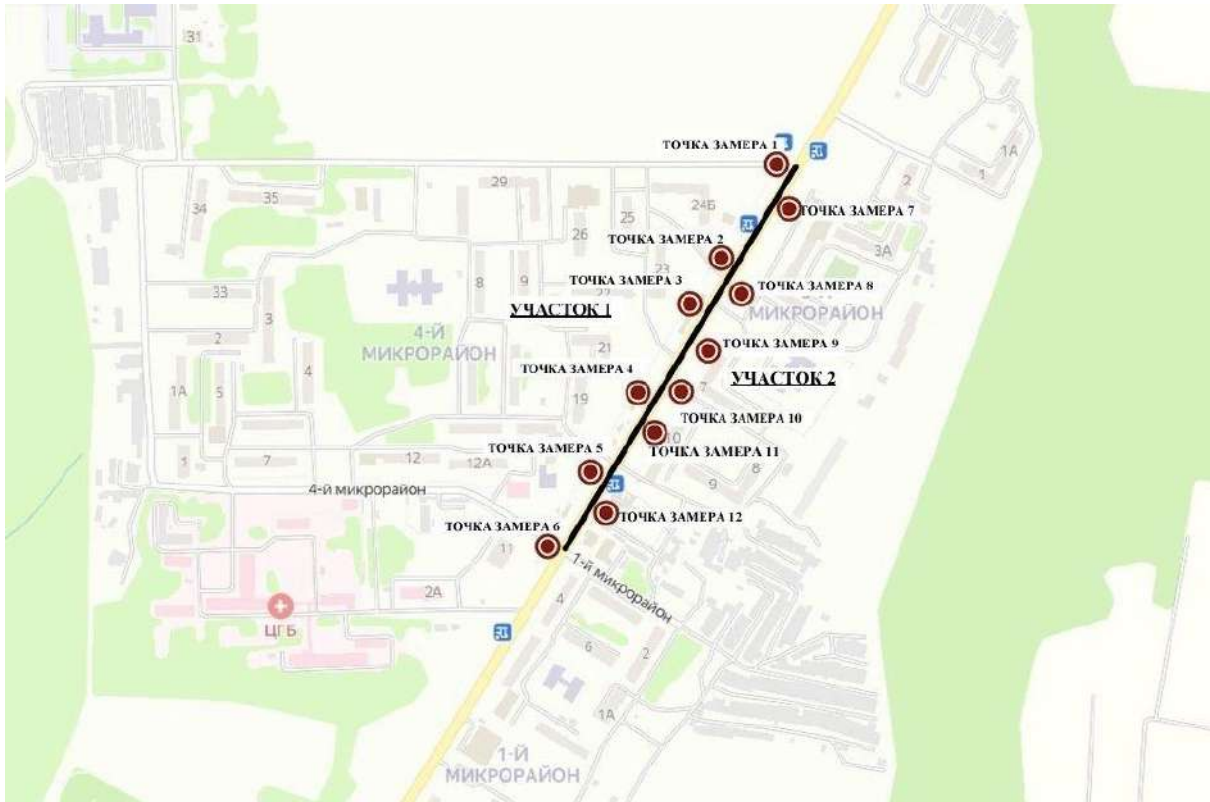 31
ТОЧКА ЗАМЕРА 1
1А
1
2
29
35
34
24Б
25
26
ТОЧКА ЗАМЕРА 7
ТОЧКА ЗАМЕРА 2
3А
23
8
9
ТОЧКА ЗАМЕРА 3
ТОЧКА ЗАМЕРА 8
33
УЧАСТОК 1
МИКРОРАЙОН
3
4-Й
МИКРОРАЙОН
2
21
ТОЧКА ЗАМЕРА 9
4
ТОЧКА ЗАМЕРА 4
УЧАСТОК 2
1А
5
19
7
ТОЧКА ЗАМЕРА 10
10
ТОЧКА ЗАМЕРА 11
ТОЧКА ЗАМЕРА 5
1
7
12
12А
8
9
4-й микрорайон
ТОЧКА ЗАМЕРА 12
ТОЧКА ЗАМЕРА 6
11
1-й микрорайон
2А
4
ЦГБ
6
2
1А
1-Й
МИКРОРАЙОН